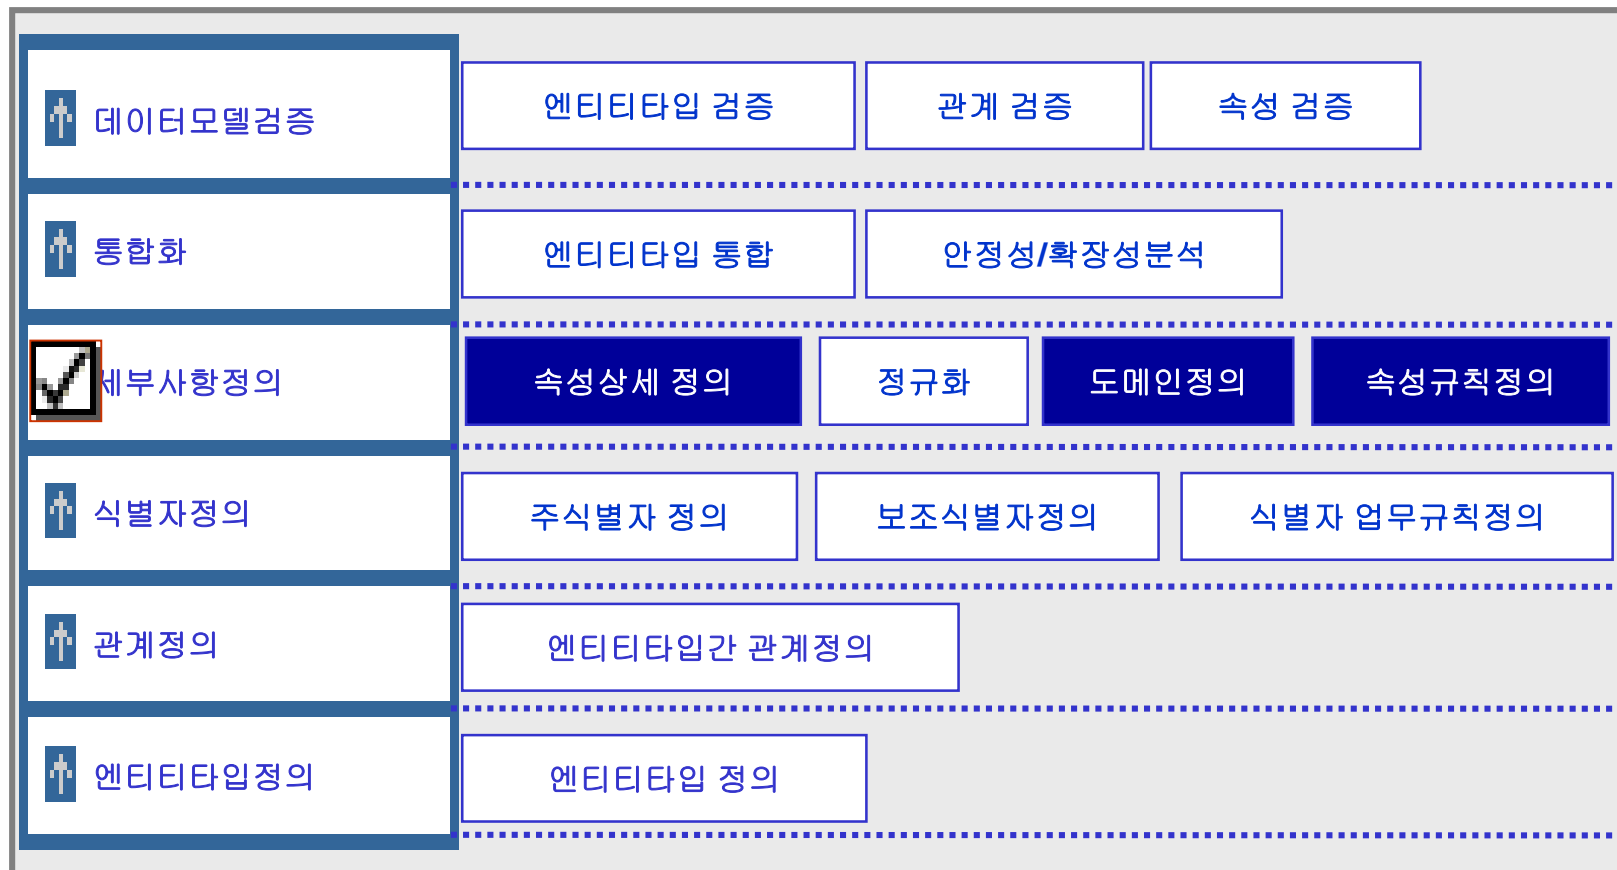 데이터모델검증
엔티티타입 검증
관계 검증
속성 검증
통합화
엔티티타입 통합
안정성/확장성분석
세부사항정의
속성상세 정의
정규화
도메인정의
속성규칙정의
식별자정의
주식별자 정의
보조식별자정의
식별자 업무규칙정의
관계정의
엔티티타입간 관계정의
엔티티타입정의
엔티티타입 정의